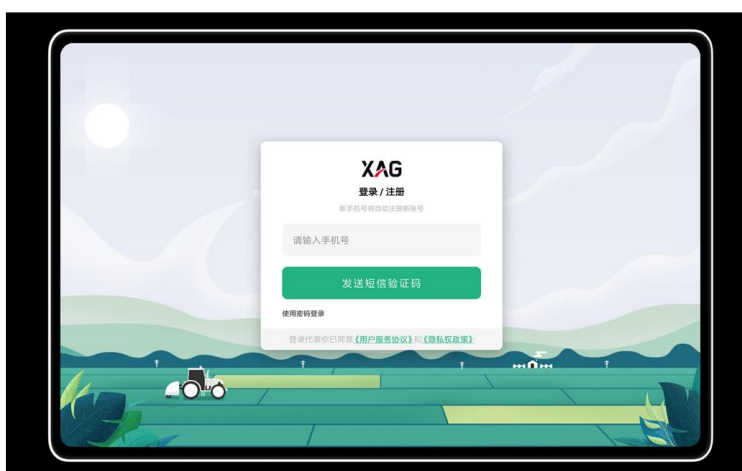 XAG
登录 / 注册
新手机号将自动注册新账号
请输入手机号
发送短信验证码
使用密码登录
登录代表你已同意《用户服务协议》和《隐私权政策》